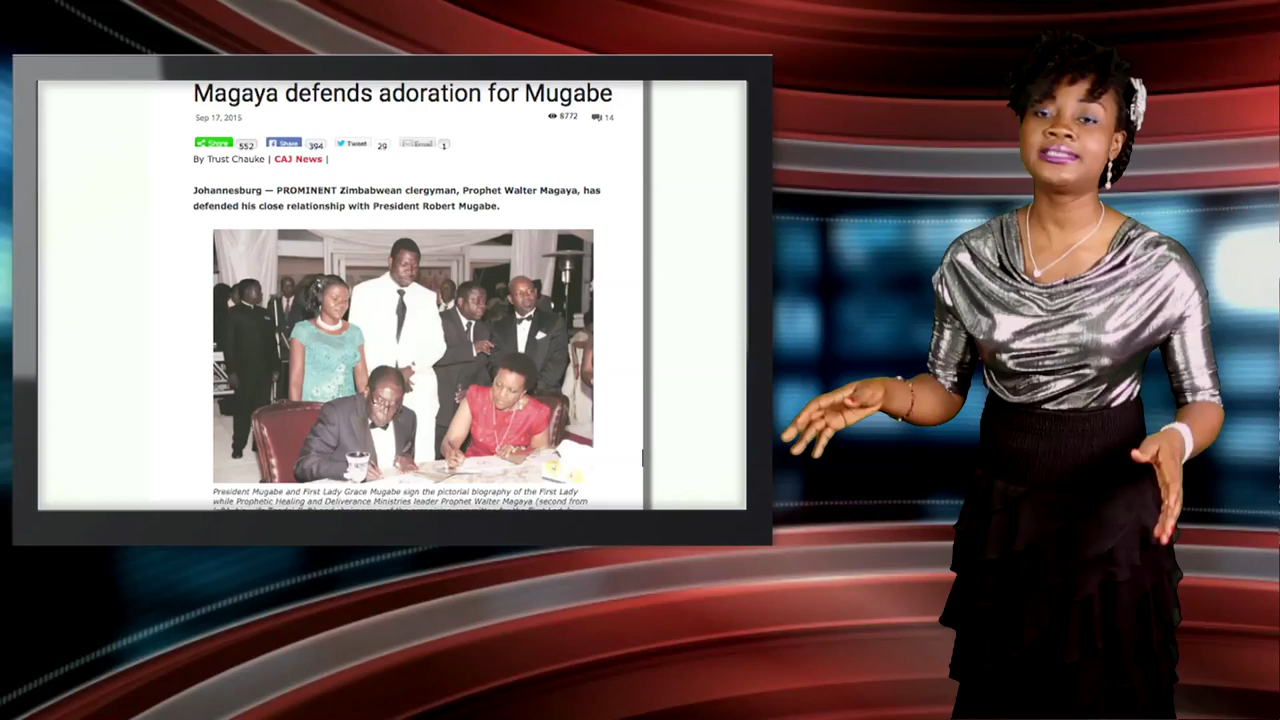 Magaya defends adoration for Mugabe
Sep 17, 2015
8772
14
Share 552
Share 394
Tweet 29
Email 1
By Trust Chauke | CAJ News |
Johannesburg — PROMINENT Zimbabwean clergyman, Prophet Walter Magaya, has
defended his close relationship with President Robert Mugabe.
President Mugabe and First Lady Grace Mugabe sign the pictorial biography of the First Lady
while Prophetic Healing and Deliverance Ministries leader Prophet Walter Magaya (second from